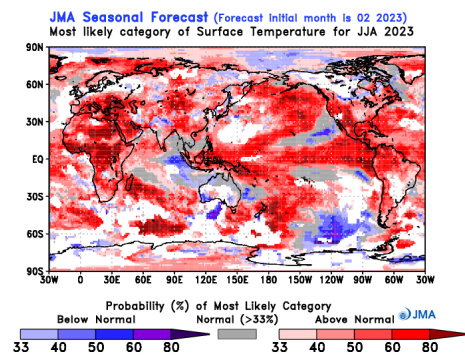 JMA Seasonal Forecast (Forecast initial month is 02 2023)
Most likely category of Surface Temperature for JJA 2023
90N
60N
30N
EQ
30S
60S
90S
30W 0 30E 60E 90E 120E 150E 180 150W 120W 90W 60W 30W
Probability (%) of Most Likely Category
Below Normal Normal (>33%) Above Normal JMA
33 40 50 60 80 33 40 50 60 80